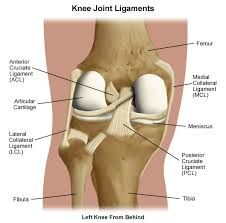 Knee Joint Ligaments
Femur
Anterior
Cruciate
Ligament
(ACL)
Medial
Collateral
Ligament
(MCL)
Articular
Cartilage
Meniscus
Lateral
Collateral
Ligament
(LCL)
Posterior
Cruciate
Ligament
(PCL)
Fibula
Tibia
Left Knee From Behind